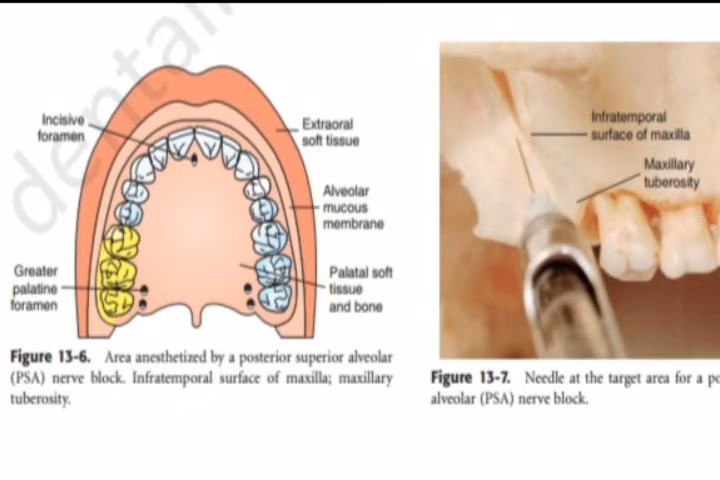 dental
Incisive
foramen
Extraoral
soft tissue
Alveolar
mucous
membrane
Greater
palatine
foramen
Palatal soft
tissue
and bone
Figure 13-6. Area anesthetized by a posterior superior alveolar
(PSA) nerve block. Infratemporal surface of maxilla; maxillary
tuberosity.
Infratemporal
surface of maxilla
Maxillary
tuberosity
Figure 13-7. Needle at the target area for a po
alveolar (PSA) nerve block.